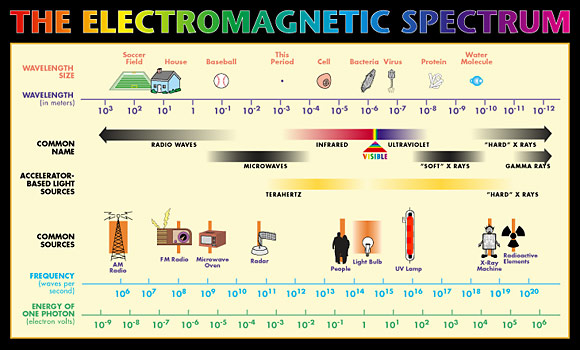 THE ELECTROMAGNETIC SPECTRUM
WAVELENGTH SIZE
Soccer Field
House
Baseball
This Period
Cell
Bacteria
Virus
Protein
Water Molecule
WAVELENGTH (in meters)
10³ 10² 10¹ 1 10⁻¹ 10⁻² 10⁻³ 10⁻⁴ 10⁻⁵ 10⁻⁶ 10⁻⁷ 10⁻⁸ 10⁻⁹ 10⁻¹⁰ 10⁻¹¹ 10⁻¹²
COMMON NAME
RADIO WAVES
INFRARED
ULTRAVIOLET
"HARD" X RAYS
MICROWAVES
VISIBLE
"SOFT" X RAYS
GAMMA RAYS
ACCELERATOR-
BASED LIGHT
SOURCES
TERAHERTZ
"HARD" X RAYS
COMMON SOURCES
AM Radio
FM Radio
Microwave Oven
Radar
People
Light Bulb
UV Lamp
X-Ray Machine
Radioactive Elements
FREQUENCY
(waves per second)
10⁶ 10⁷ 10⁸ 10⁹ 10¹⁰ 10¹¹ 10¹² 10¹³ 10¹⁴ 10¹⁵ 10¹⁶ 10¹⁷ 10¹⁸ 10¹⁹ 10²⁰
ENERGY OF ONE PHOTON
(electron volts)
10⁻⁹ 10⁻⁸ 10⁻⁷ 10⁻⁶ 10⁻⁵ 10⁻⁴ 10⁻³ 10⁻² 10⁻¹ 1 10¹ 10² 10³ 10⁴ 10⁵ 10⁶